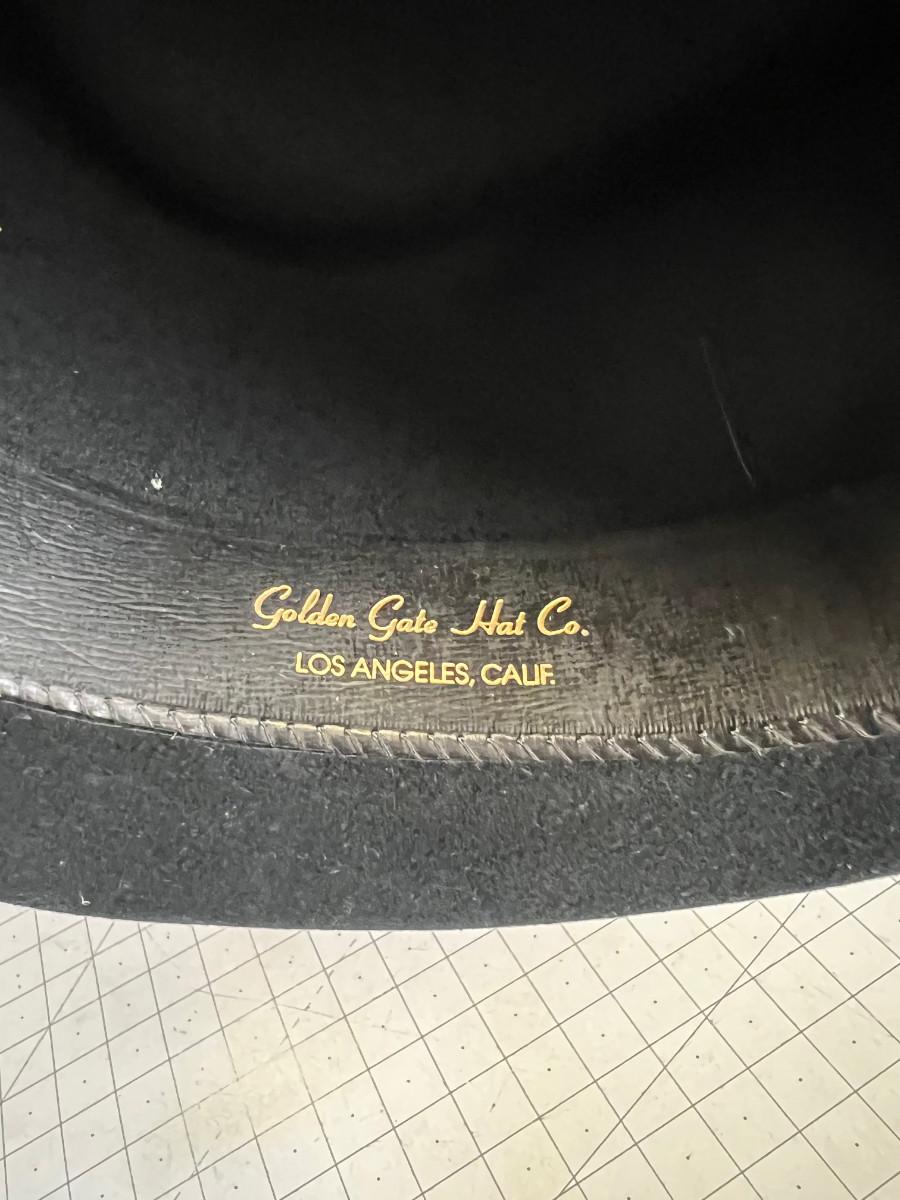 Golden Gate Hat Co.
LOS ANGELES, CALIF.